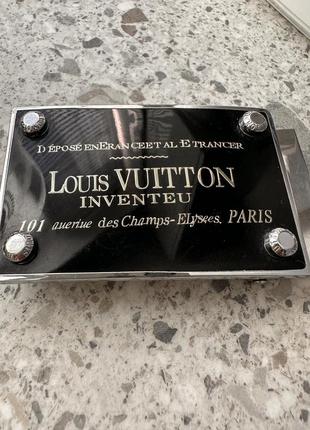 DÉPOSÉ ENERANCEET AL ETRANCER
LOUIS VUITTON
INVENTEU
101 aueriue des Champs-Elysees. PARIS